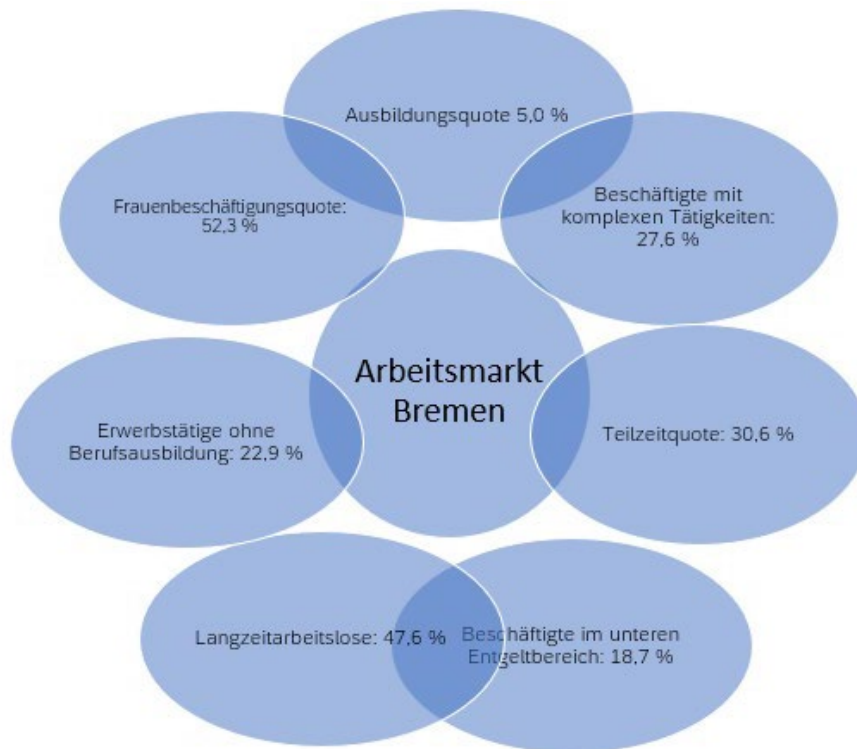 Ausbildungsquote 5,0 %
Frauenbeschäftigungsquote:
52,3 %
Beschäftigte mit
komplexen Tätigkeiten:
27,6 %
Arbeitsmarkt
Bremen
Erwerbstätige ohne
Berufsausbildung: 22,9 %
Teilzeitquote: 30,6 %
Langzeitarbeitslose: 47,6 %
Beschäftigte im unteren
Entgeltbereich: 18,7 %